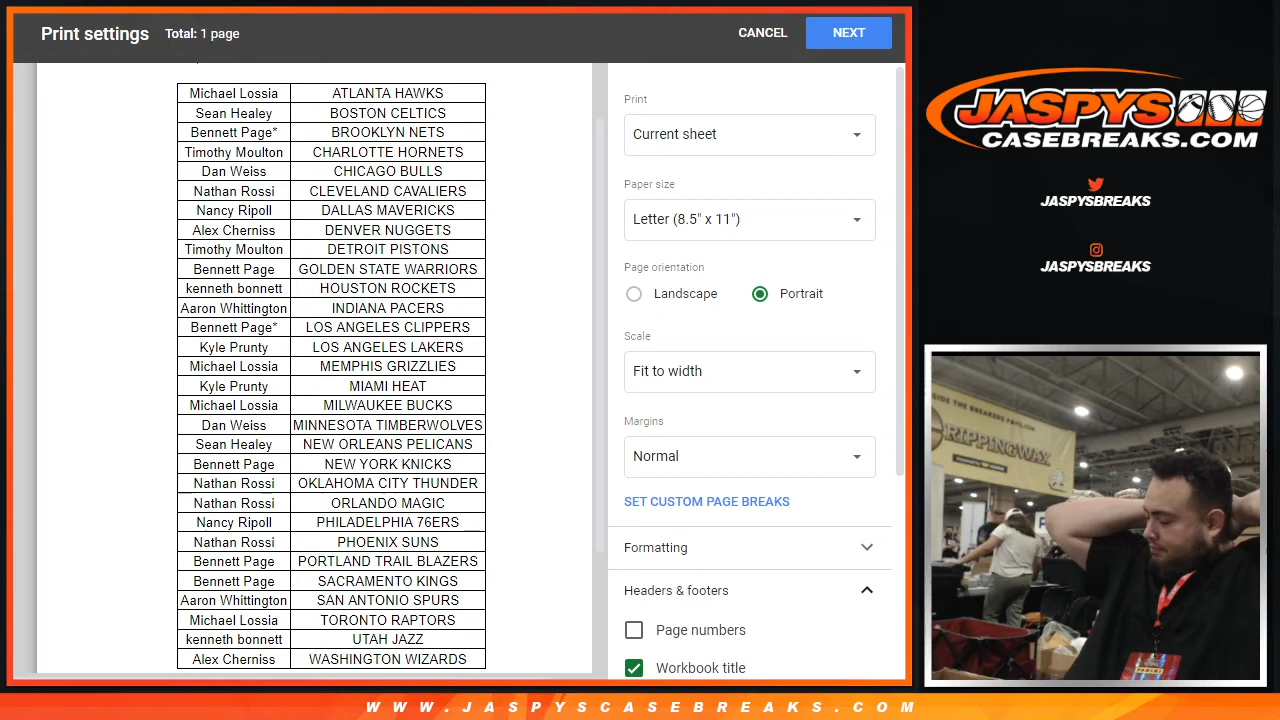 Print settings Total: 1 page CANCEL NEXT
Michael Lossia ATLANTA HAWKS
Sean Healey BOSTON CELTICS
Bennett Page* BROOKLYN NETS
Timothy Moulton CHARLOTTE HORNETS
Dan Weiss CHICAGO BULLS
Nathan Rossi CLEVELAND CAVALIERS
Nancy Ripoll DALLAS MAVERICKS
Alex Cherniss DENVER NUGGETS
Timothy Moulton DETROIT PISTONS
Bennett Page GOLDEN STATE WARRIORS
kenneth bonnett HOUSTON ROCKETS
Aaron Whittington INDIANA PACERS
Bennett Page* LOS ANGELES CLIPPERS
Kyle Prunty LOS ANGELES LAKERS
Michael Lossia MEMPHIS GRIZZLIES
Kyle Prunty MIAMI HEAT
Michael Lossia MILWAUKEE BUCKS
Dan Weiss MINNESOTA TIMBERWOLVES
Sean Healey NEW ORLEANS PELICANS
Bennett Page NEW YORK KNICKS
Nathan Rossi OKLAHOMA CITY THUNDER
Nathan Rossi ORLANDO MAGIC
Nancy Ripoll PHILADELPHIA 76ERS
Nathan Rossi PHOENIX SUNS
Bennett Page PORTLAND TRAIL BLAZERS
Bennett Page SACRAMENTO KINGS
Aaron Whittington SAN ANTONIO SPURS
Michael Lossia TORONTO RAPTORS
kenneth bonnett UTAH JAZZ
Alex Cherniss WASHINGTON WIZARDS
Print
Current sheet
Paper size
Letter (8.5" x 11")
Page orientation
Landscape Portrait
Scale
Fit to width
Margins
Normal
SET CUSTOM PAGE BREAKS
Formatting
Headers & footers
Page numbers
Workbook title
JASPYS
CASEBREAKS.COM
JASPYSBREAKS
JASPYSBREAKS
THE BREAKERS PAVILION
RIPPINGWAX
PANINI
WWW.JASPYSCASEBREAKS.COM